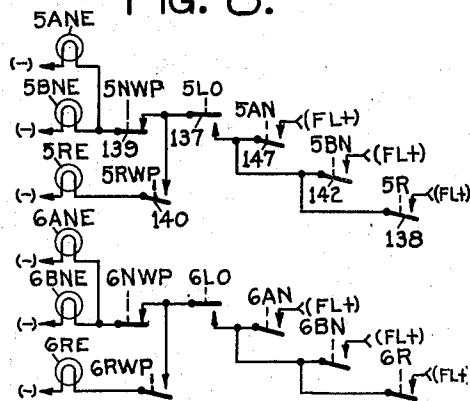 FIG. 8.
5ANE
(-)
5BNE 5NWP 5LO 5AN (FL+)
(-) 139 137 147 5BN (FL+)
5RE 5RWP 142 5R (FL+)
(-) 140 138
6ANE
(-)
6BNE 6NWP 6LO 6AN (FL+)
(-) 6BN (FL+)
6RE 6RWP 6R (FL+)
(-)